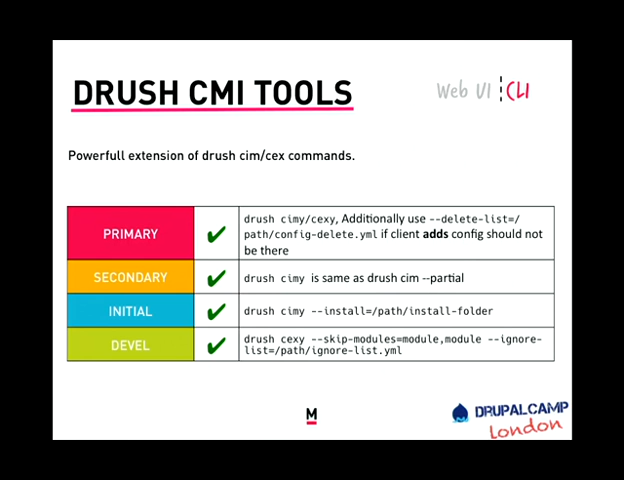 DRUSH CMI TOOLS
Web UI CLI
Powerfull extension of drush cim/cex commands.
PRIMARY
drush cimy/cexy, Additionally use --delete-list=/
path/config-delete.yml if client adds config should not
be there
SECONDARY
drush cimy is same as drush cim --partial
INITIAL
drush cimy --install=/path/install-folder
DEVEL
drush cexy --skip-modules=module,module --ignore-
list=/path/ignore-list.yml
M
DRUPALCAMP
London